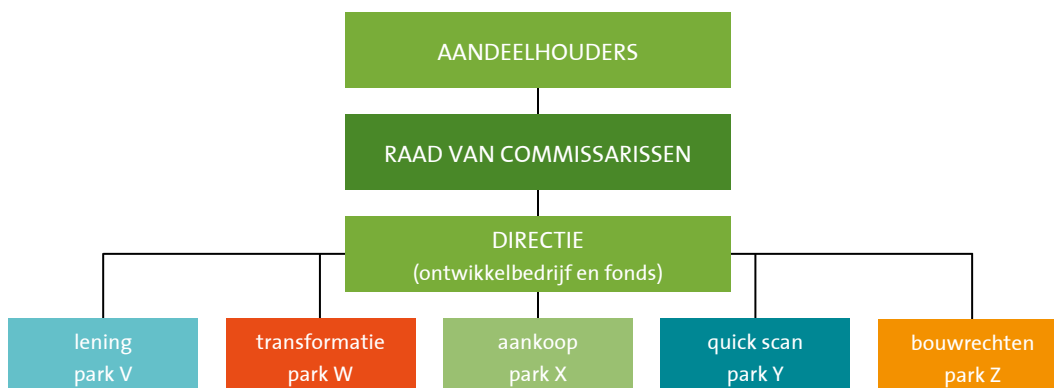 AANDEELHOUDERS
RAAD VAN COMMISSARISSEN
DIRECTIE
(ontwikkelbedrijf en fonds)
lening
park V
transformatie
park W
aankoop
park X
quick scan
park Y
bouwrechten
park Z